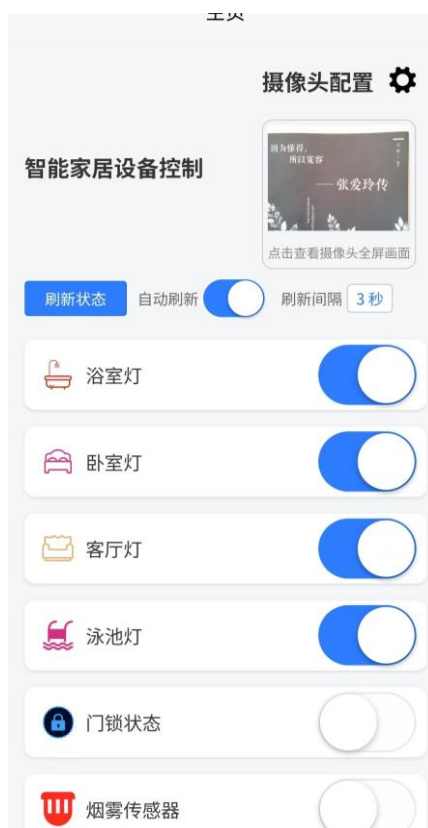 主页
摄像头配置
智能家居设备控制
因为懂得，
所以宽容
——张爱玲传
点击查看摄像头全屏画面
刷新状态
自动刷新
刷新间隔
3 秒
浴室灯
卧室灯
客厅灯
泳池灯
门锁状态
烟雾传感器